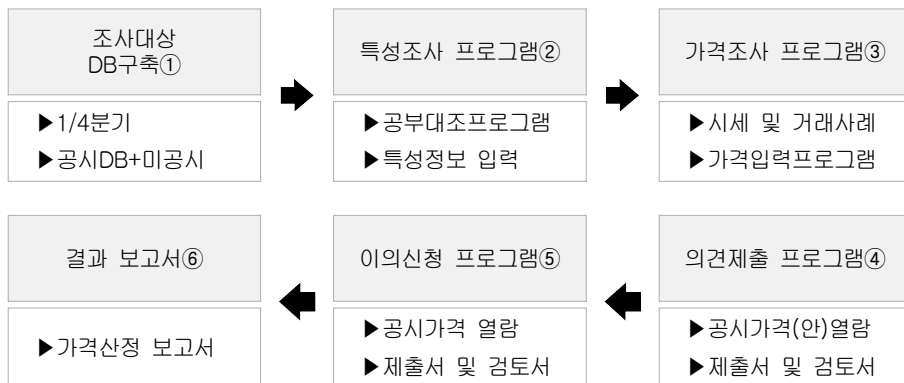 조사대상
DB구축①
특성조사 프로그램②
가격조사 프로그램③
▶1/4분기
▶공시DB+미공시
▶공부대조프로그램
▶특성정보 입력
▶시세 및 거래사례
▶가격입력프로그램
결과 보고서⑥
이의신청 프로그램⑤
의견제출 프로그램④
▶가격산정 보고서
▶공시가격 열람
▶제출서 및 검토서
▶공시가격(안)열람
▶제출서 및 검토서